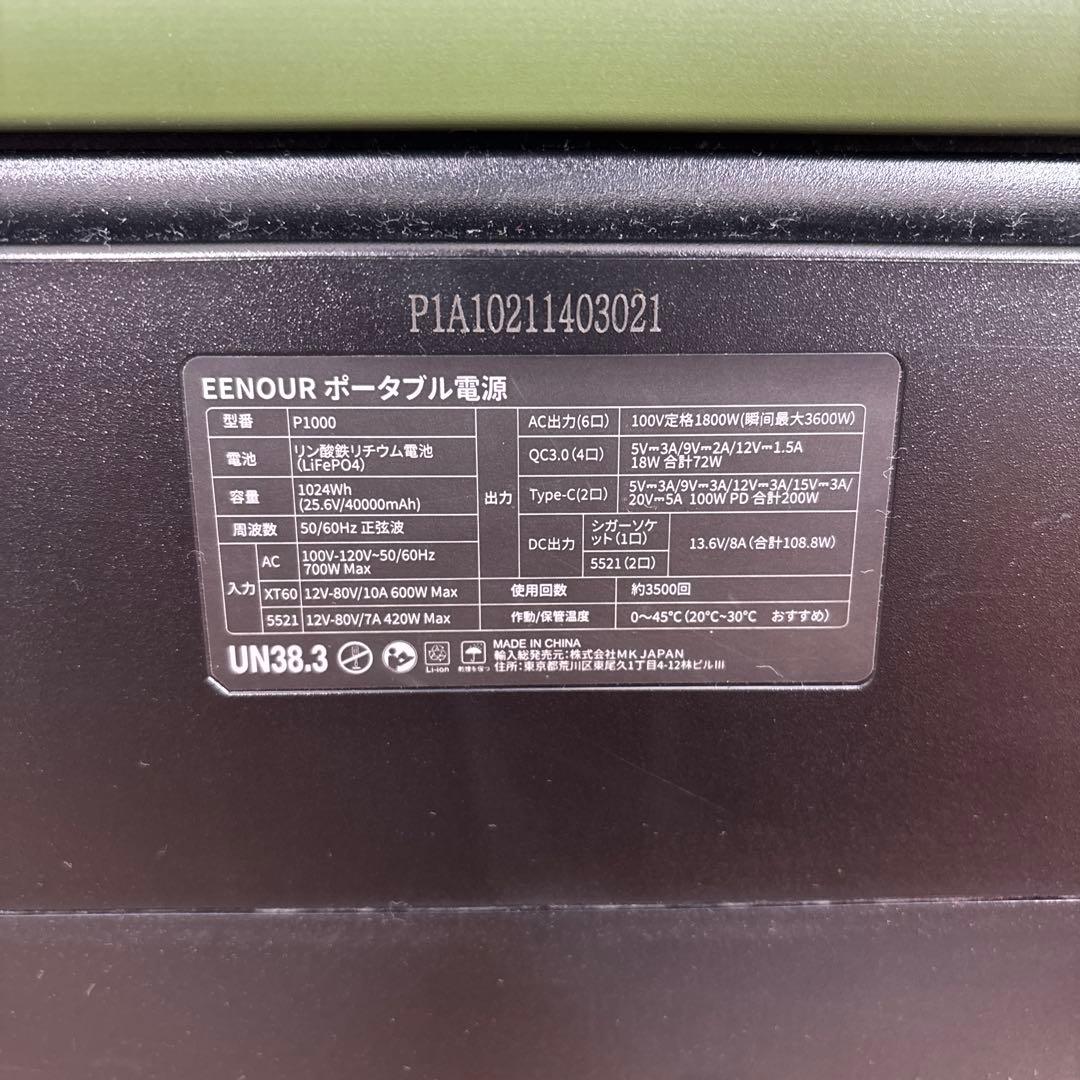 P1A10211403021
EENOUR ポータブル電源
型番 P1000
電池 リン酸鉄リチウム電池
(LiFePO4)
容量 1024Wh
(25.6V/40000mAh)
周波数 50/60Hz 正弦波
入力
AC 100V-120V~50/60Hz
700W Max
XT60 12V-80V/10A 600W Max
5521 12V-80V/7A 420W Max
出力
AC出力(6口) 100V定格1800W(瞬间最大3600W)
QC3.0(4口) 5V⎓3A/9V⎓2A/12V⎓1.5A
18W 合計72W
Type-C(2口) 5V⎓3A/9V⎓3A/12V⎓3A/15V⎓3A/
20V⎓5A 100W PD 合計200W
DC出力
シガーソケ
ット(1口)
5521(2口)
13.6V/8A(合計108.8W)
使用回数 約3500回
作動/保管温度 0~45℃(20℃~30℃ おすすめ)
UN38.3
Li-ion
乾燥を保つ
MADE IN CHINA
輸入総発売元:株式会社MK JAPAN
住所:東京都荒川区東尾久1丁目4-12林ビルIII